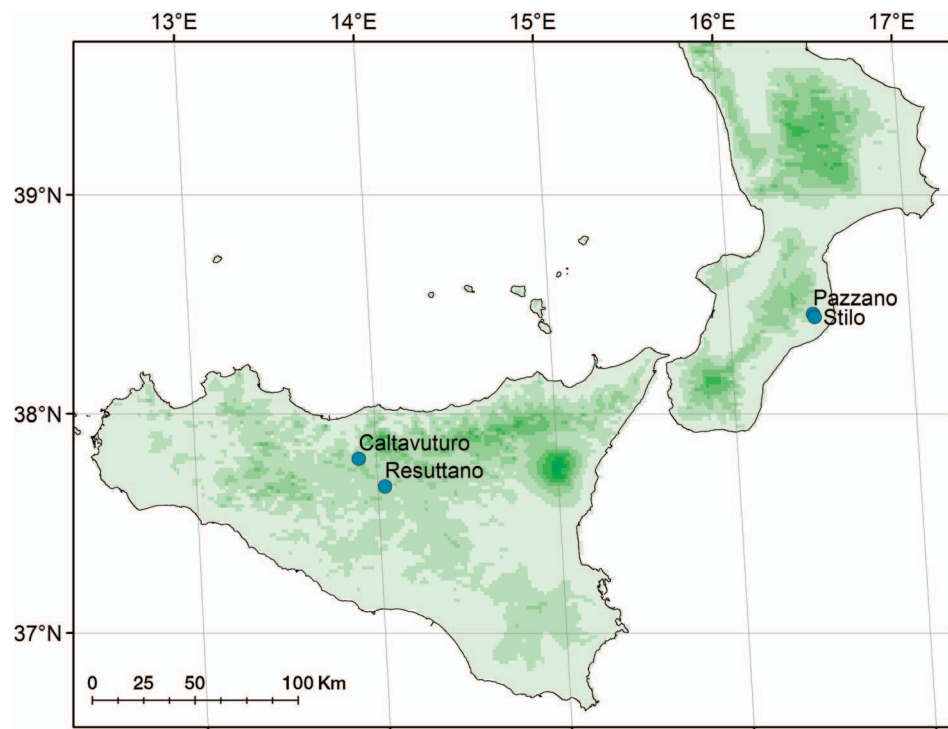 13°E 14°E 15°E 16°E 17°E
39°N
Pazzano
Stilo
38°N
Caltavuturo
Resuttano
37°N
0 25 50 100 Km